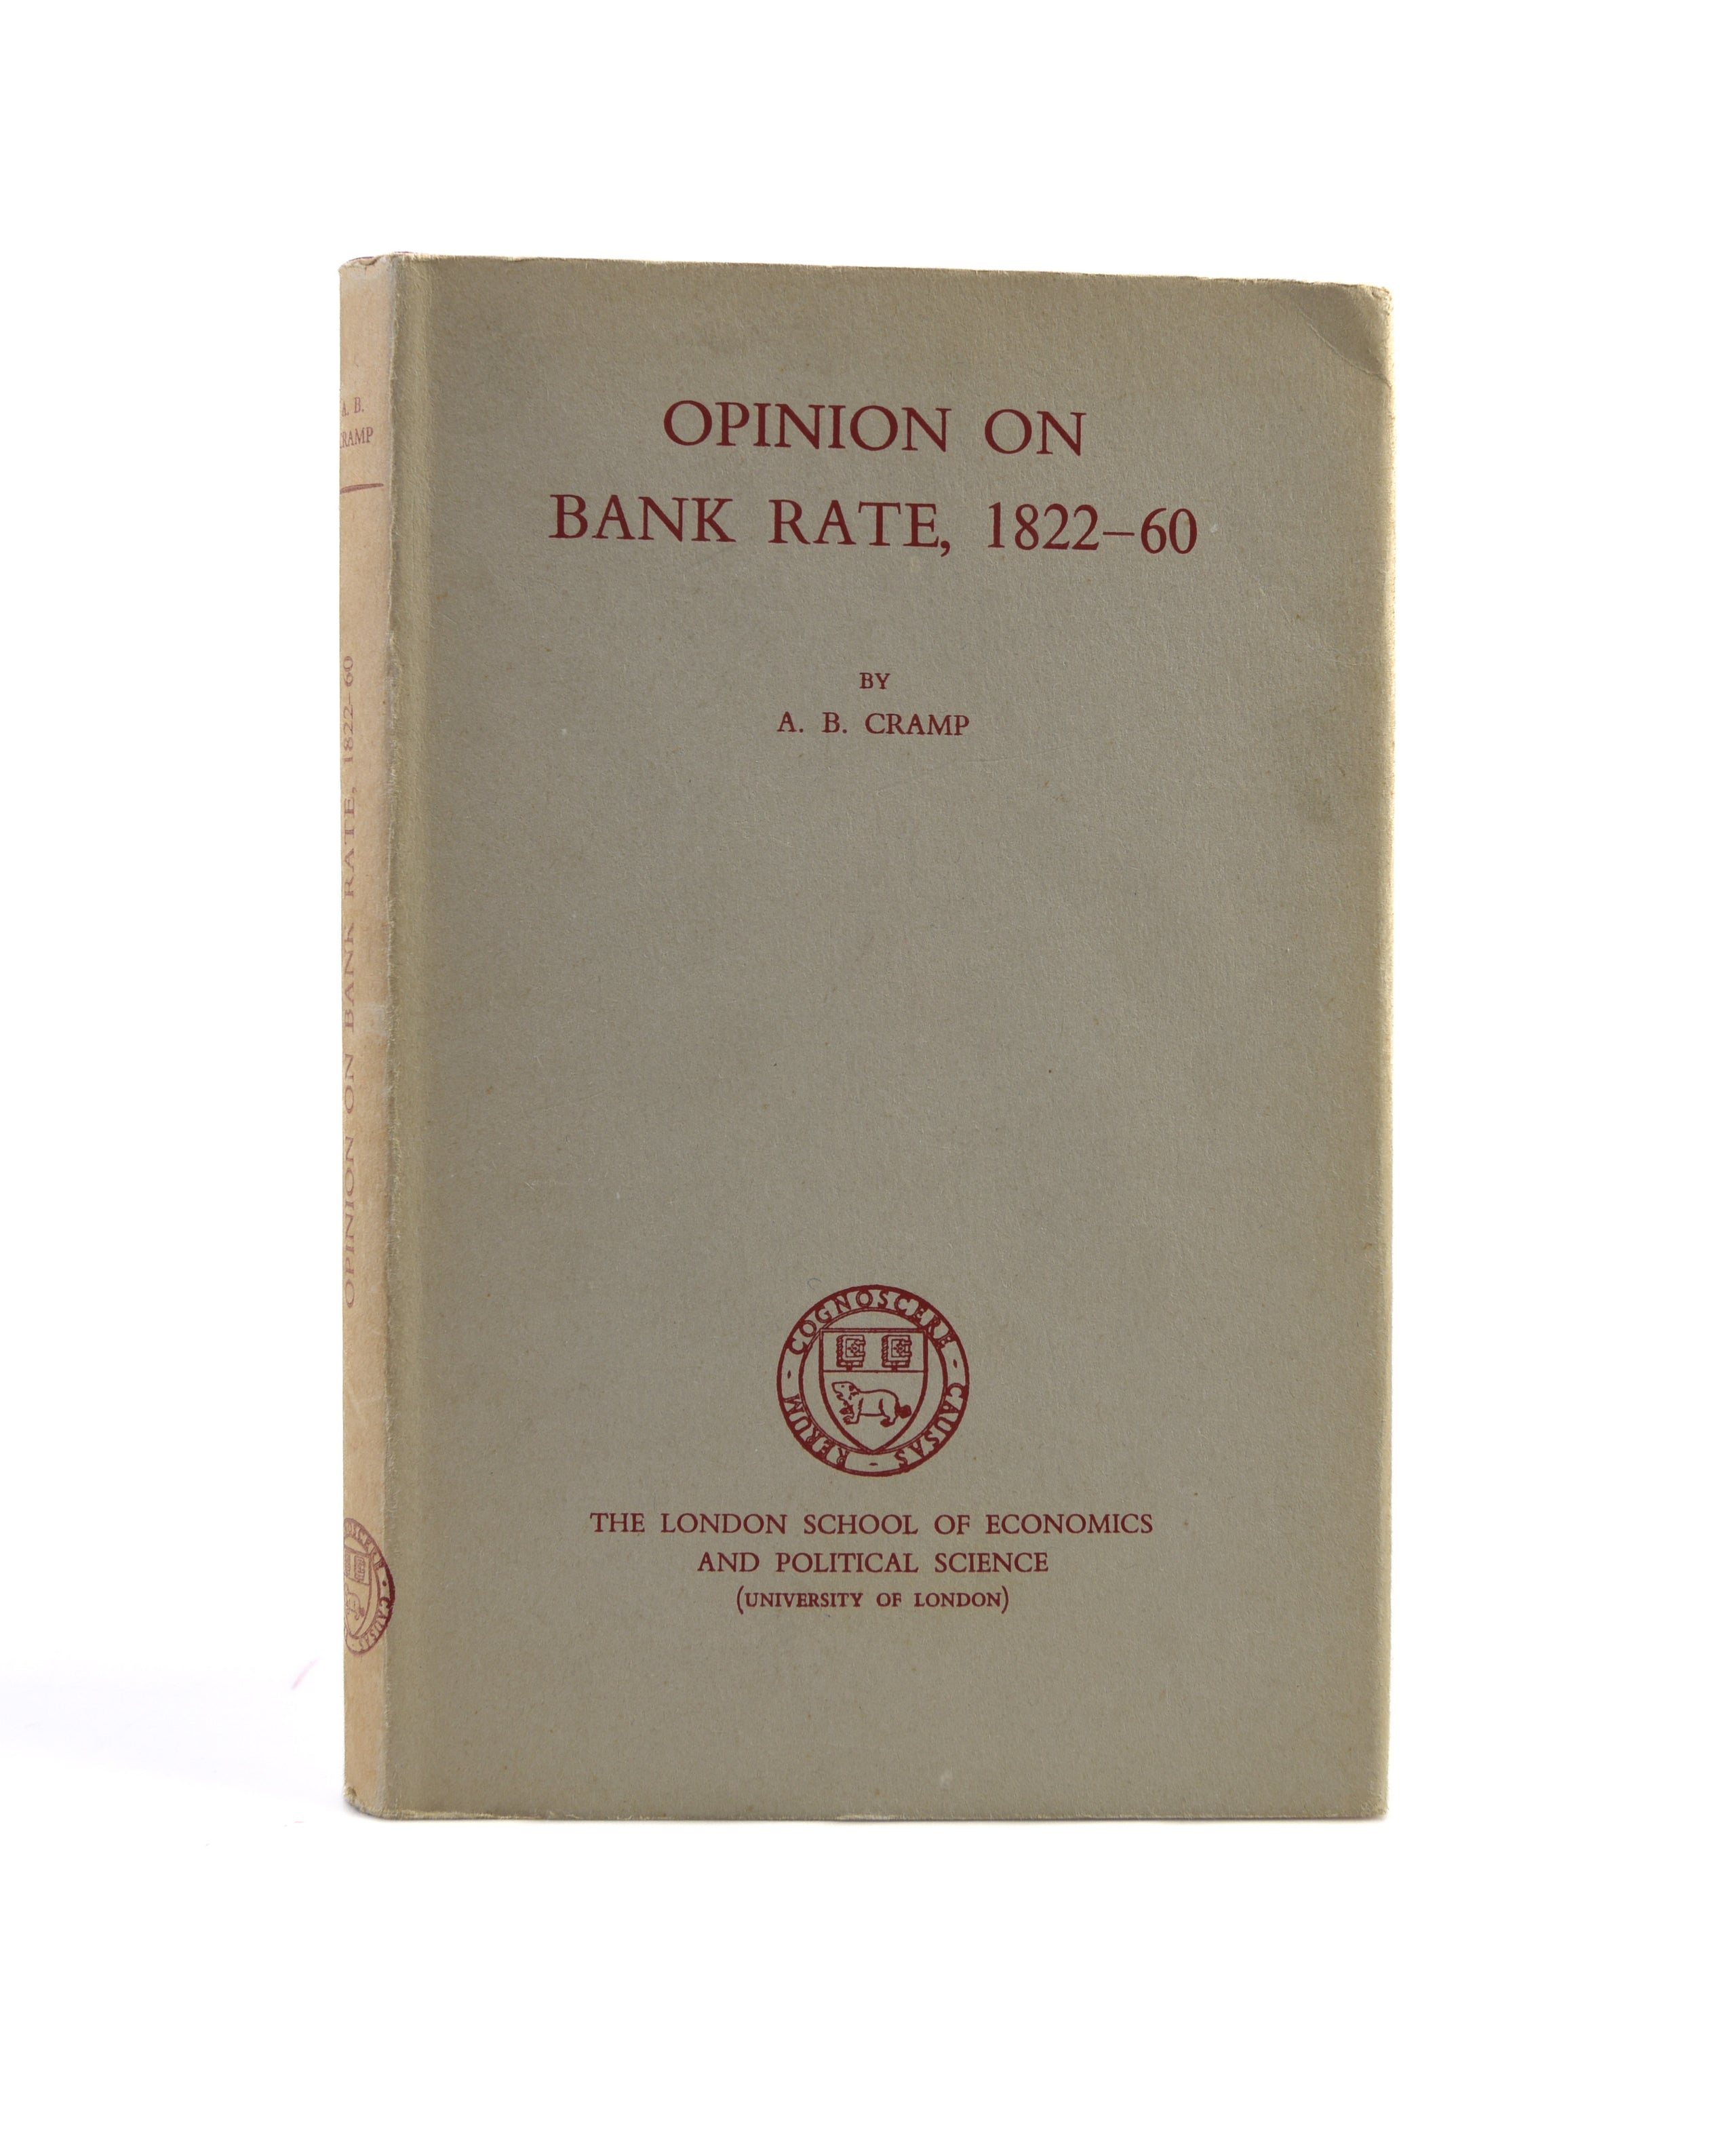 OPINION ON
BANK RATE, 1822–60
BY
A. B. CRAMP
COGNOSCERE - CAUSAS - RERUM -
THE LONDON SCHOOL OF ECONOMICS
AND POLITICAL SCIENCE
(UNIVERSITY OF LONDON)
A. B.
CRAMP
OPINION ON BANK RATE, 1822–60
CAUSAS